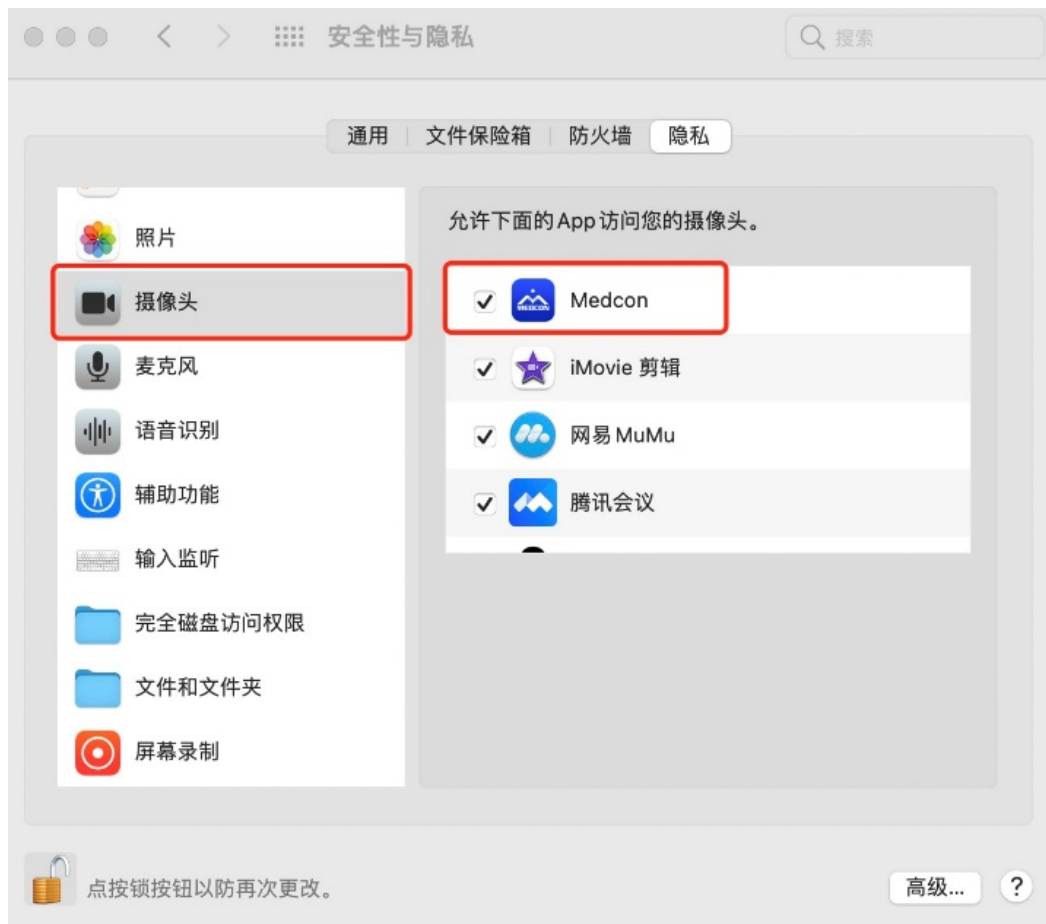 安全性与隐私
搜索
通用 文件保险箱 防火墙 隐私
照片
摄像头
麦克风
语音识别
辅助功能
输入监听
完全磁盘访问权限
文件和文件夹
屏幕录制
允许下面的App访问您的摄像头。
MEDCON
Medcon
iMovie 剪辑
网易 MuMu
腾讯会议
点按锁按钮以防再次更改。
高级...
?